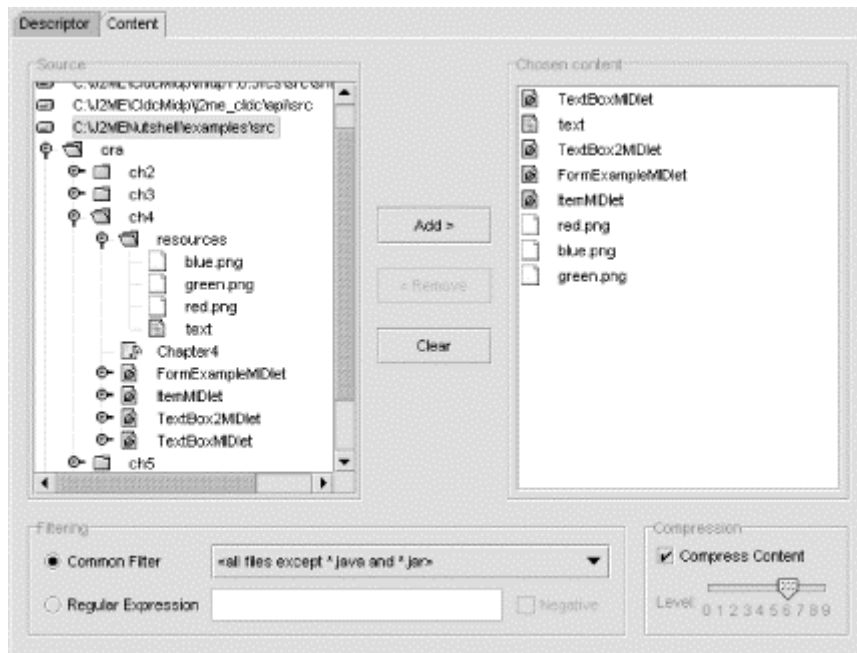 Descriptor Content
Source
C:\J2ME\CldcMidp\j2me_cldc\api\src
C:\J2MENutshell\examples\src
ora
ch2
ch3
ch4
resources
blue.png
green.png
red.png
text
Chapter4
FormExampleMIDlet
ItemMIDlet
TextBox2MIDlet
TextBoxMIDlet
ch5
Add >
< Remove
Clear
Chosen content
TextBoxMIDlet
text
TextBox2MIDlet
FormExampleMIDlet
ItemMIDlet
red.png
blue.png
green.png
Filtering
Common Filter <all files except *.java and *.jar>
Regular Expression Negative
Compression
Compress Content
Level: 0 1 2 3 4 5 6 7 8 9